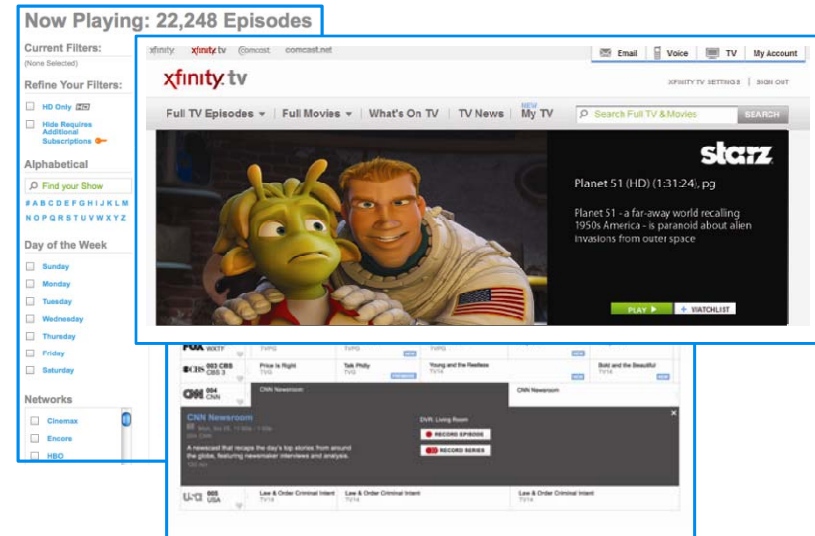 Now Playing: 22,248 Episodes
Current Filters:
(None Selected)
Refine Your Filters:
HD Only HD
Hide Requires
Additional
Subscriptions
Alphabetical
Find your Show
# A B C D E F G H I J K L M
N O P Q R S T U V W X Y Z
Day of the Week
Sunday
Monday
Tuesday
Wednesday
Thursday
Friday
Saturday
Networks
Cinemax
Encore
HBO
xfinity xfinity.tv Comcast comcast.net
Email Voice TV My Account
xfinity.tv
XFINITY TV SETTINGS | SIGN OUT
NEW
Full TV Episodes Full Movies What's On TV TV News My TV Search Full TV & Movies SEARCH
starz
Planet 51 (HD) (1:31:24), pg
Planet 51 - a far-away world recalling
1950s America - is paranoid about alien
invasions from outer space
PLAY + WATCHLIST
FOX WXTF TVPG TVPG TVPG
●CBS 003 CBS CBS 3 Price is Right TVG Talk Philly TVG Young and the Restless TV14 Bold and the Beautiful TV14
CNN 004 CNN CNN Newsroom CNN Newsroom
CNN Newsroom
DVR: Living Room
RECORD EPISODE
A newscast that recaps the day's top stories from around
the globe, featuring newsmaker interviews and analysis.
RECORD SERIES
usa 005 USA Law & Order Criminal Intent TV14 Law & Order Criminal Intent TV14 Law & Order Criminal Intent TV14